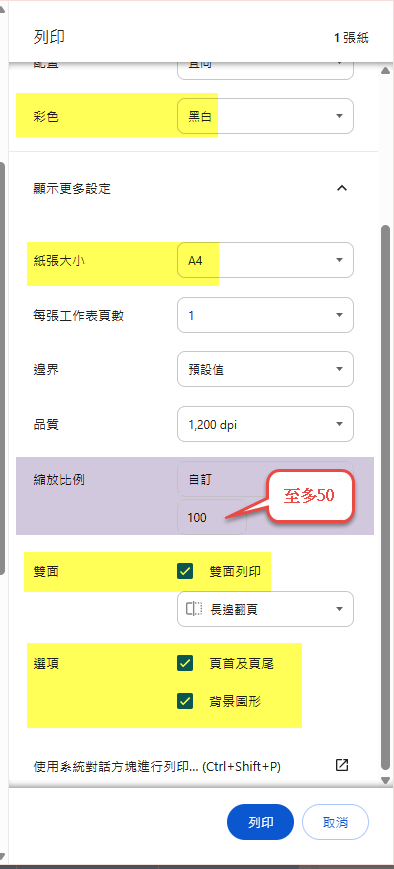 列印 1 張紙
配置 直向
彩色 黑白
顯示更多設定
紙張大小 A4
每張工作表頁數 1
邊界 預設值
品質 1,200 dpi
縮放比例 自訂
至多50
100
雙面 雙面列印
長邊翻頁
選項 頁首及頁尾
背景圖形
使用系統對話方塊進行列印... (Ctrl+Shift+P)
列印 取消